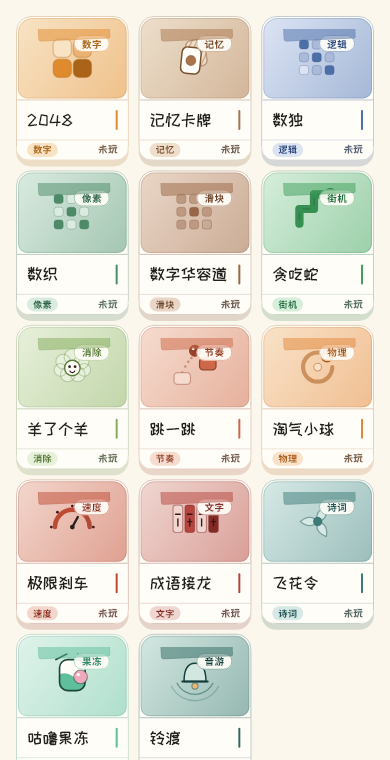 数字
2048
数字 未玩
记忆
记忆卡牌
记忆 未玩
逻辑
数独
逻辑 未玩
像素
数织
像素 未玩
滑块
数字华容道
滑块 未玩
街机
贪吃蛇
街机 未玩
消除
羊了个羊
消除 未玩
节奏
跳一跳
节奏 未玩
物理
淘气小球
物理 未玩
速度
极限刹车
速度 未玩
文字
成语接龙
文字 未玩
诗词
飞花令
诗词 未玩
果冻
咕噜果冻
音游
铃渡